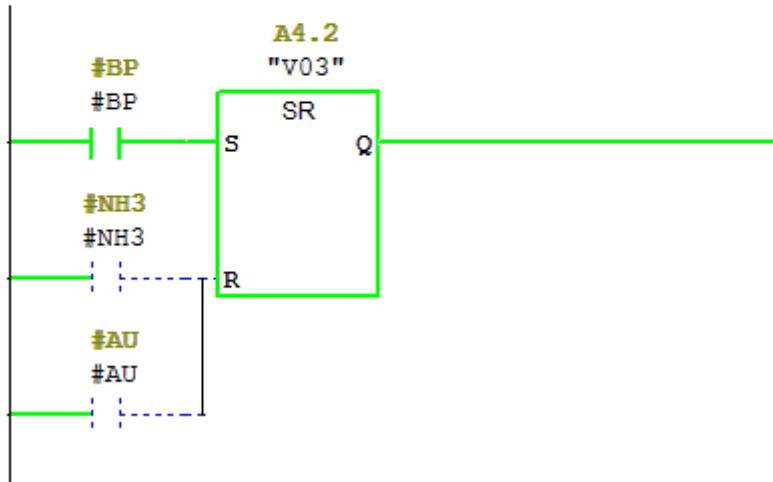 A4.2
"V03"
#BP
#BP
SR
S
Q
#NH3
#NH3
R
#AU
#AU